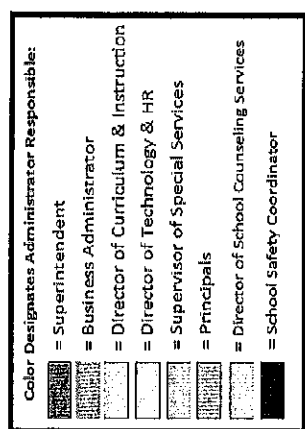 Color Designates Administrator Responsible:
= Superintendent
= Business Administrator
= Director of Curriculum & Instruction
= Director of Technology & HR
= Supervisor of Special Services
= Principals
= Director of School Counseling Services
= School Safety Coordinator